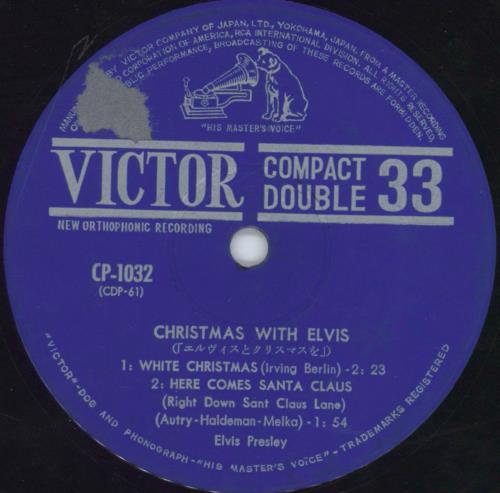 BY VICTOR COMPANY OF JAPAN, LTD., YOKOHAMA, JAPAN, FROM A MASTER RECORDING
CORPORATION OF AMERICA, RCA INTERNATIONAL DIVISION. ALL RIGHTS RESERVED.
PUBLIC PERFORMANCE, BROADCASTING OF THESE RECORDS ARE FORBIDDEN.
"HIS MASTER'S VOICE"
VICTOR COMPACT DOUBLE 33
NEW ORTHOPHONIC RECORDING
CP-1032
(CDP-61)
CHRISTMAS WITH ELVIS
(「エルヴィスとクリスマスを」)
1: WHITE CHRISTMAS (Irving Berlin) - 2: 23
2: HERE COMES SANTA CLAUS
(Right Down Sant Claus Lane)
(Autry-Haldeman-Melka) - 1: 54
Elvis Presley
"VICTOR"-DOG AND PHONOGRAPH-"HIS MASTER'S VOICE"-TRADEMARKS REGISTERED